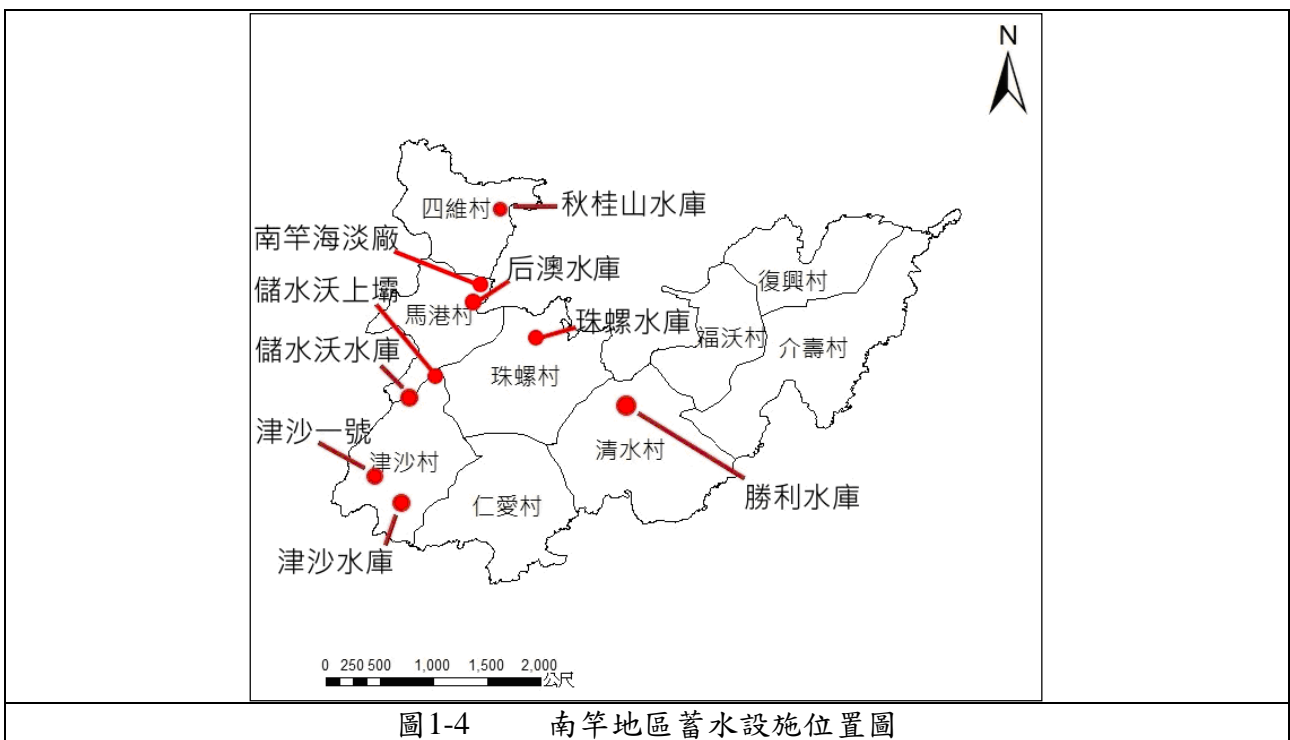 N
四維村
秋桂山水庫
南竿海淡廠
后澳水庫
儲水沃上壩
馬港村
珠螺水庫
復興村
福沃村
介壽村
儲水沃水庫
珠螺村
津沙一號
津沙村
清水村
仁愛村
勝利水庫
津沙水庫
0 250 500 1,000 1,500 2,000
公尺
圖1-4 南竿地區蓄水設施位置圖